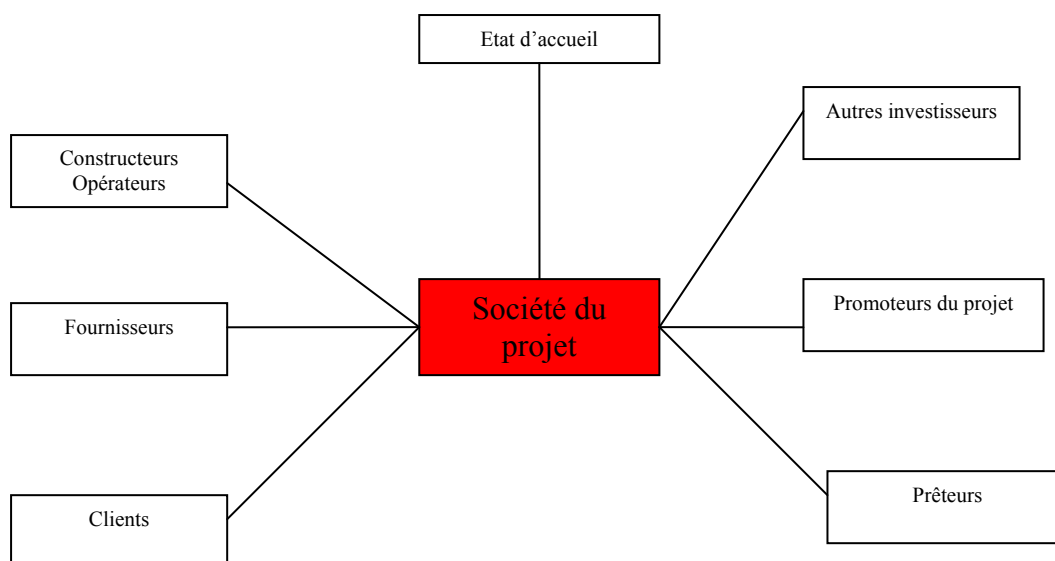 Etat d’accueil
Autres investisseurs
Constructeurs
Opérateurs
Société du
projet
Fournisseurs
Promoteurs du projet
Clients
Prêteurs